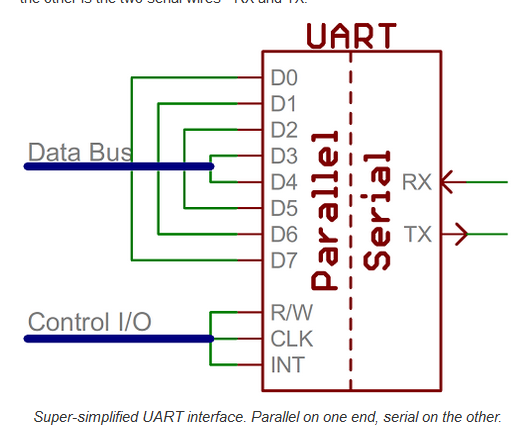 the other is the two serial wires - RX and TX.
UART
D0
D1
D2
Data Bus
D3
D4
D5
D6
D7
Parallel
Serial
RX
TX
Control I/O
R/W
CLK
INT
Super-simplified UART interface. Parallel on one end, serial on the other.